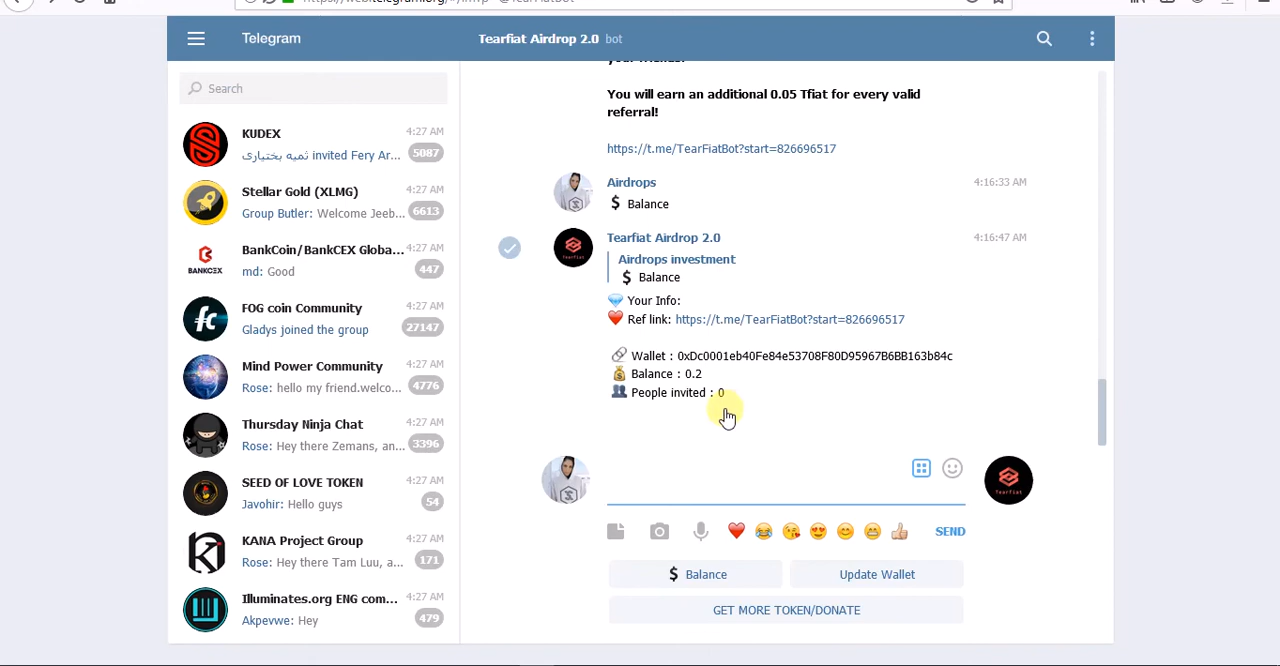 Telegram
Tearfiat Airdrop 2.0 bot
Search
KUDEX 4:27 AM
ثمیه بختیاری invited Fery Ar... 5087
Stellar Gold (XLMG) 4:27 AM
Group Butler: Welcome Jeeb... 6613
BANKCEX
BankCoin/BankCEX Globa... 4:27 AM
md: Good 447
FOG coin Community 4:27 AM
Gladys joined the group 27147
Mind Power Community 4:27 AM
Rose: hello my friend.welco... 4776
Thursday Ninja Chat 4:27 AM
Rose: Hey there Zemans, an... 3396
SEED OF LOVE TOKEN 4:27 AM
Javohir: Hello guys 54
KANA Project Group 4:27 AM
Rose: Hey there Tam Luu, a... 171
Illuminates.org ENG com... 4:27 AM
Akpevwe: Hey 479
your friends!
You will earn an additional 0.05 Tfiat for every valid
referral!
https://t.me/TearFiatBot?start=826696517
Airdrops 4:16:33 AM
$ Balance
Tearfiat
Tearfiat Airdrop 2.0 4:16:47 AM
Airdrops investment
$ Balance
💎 Your Info:
❤️ Ref link: https://t.me/TearFiatBot?start=826696517
🔗 Wallet : 0xDc0001eb40Fe84e53708F80D95967B6BB163b84c
💰 Balance : 0.2
👥 People invited : 0
Tearfiat
SEND
$ Balance
Update Wallet
GET MORE TOKEN/DONATE